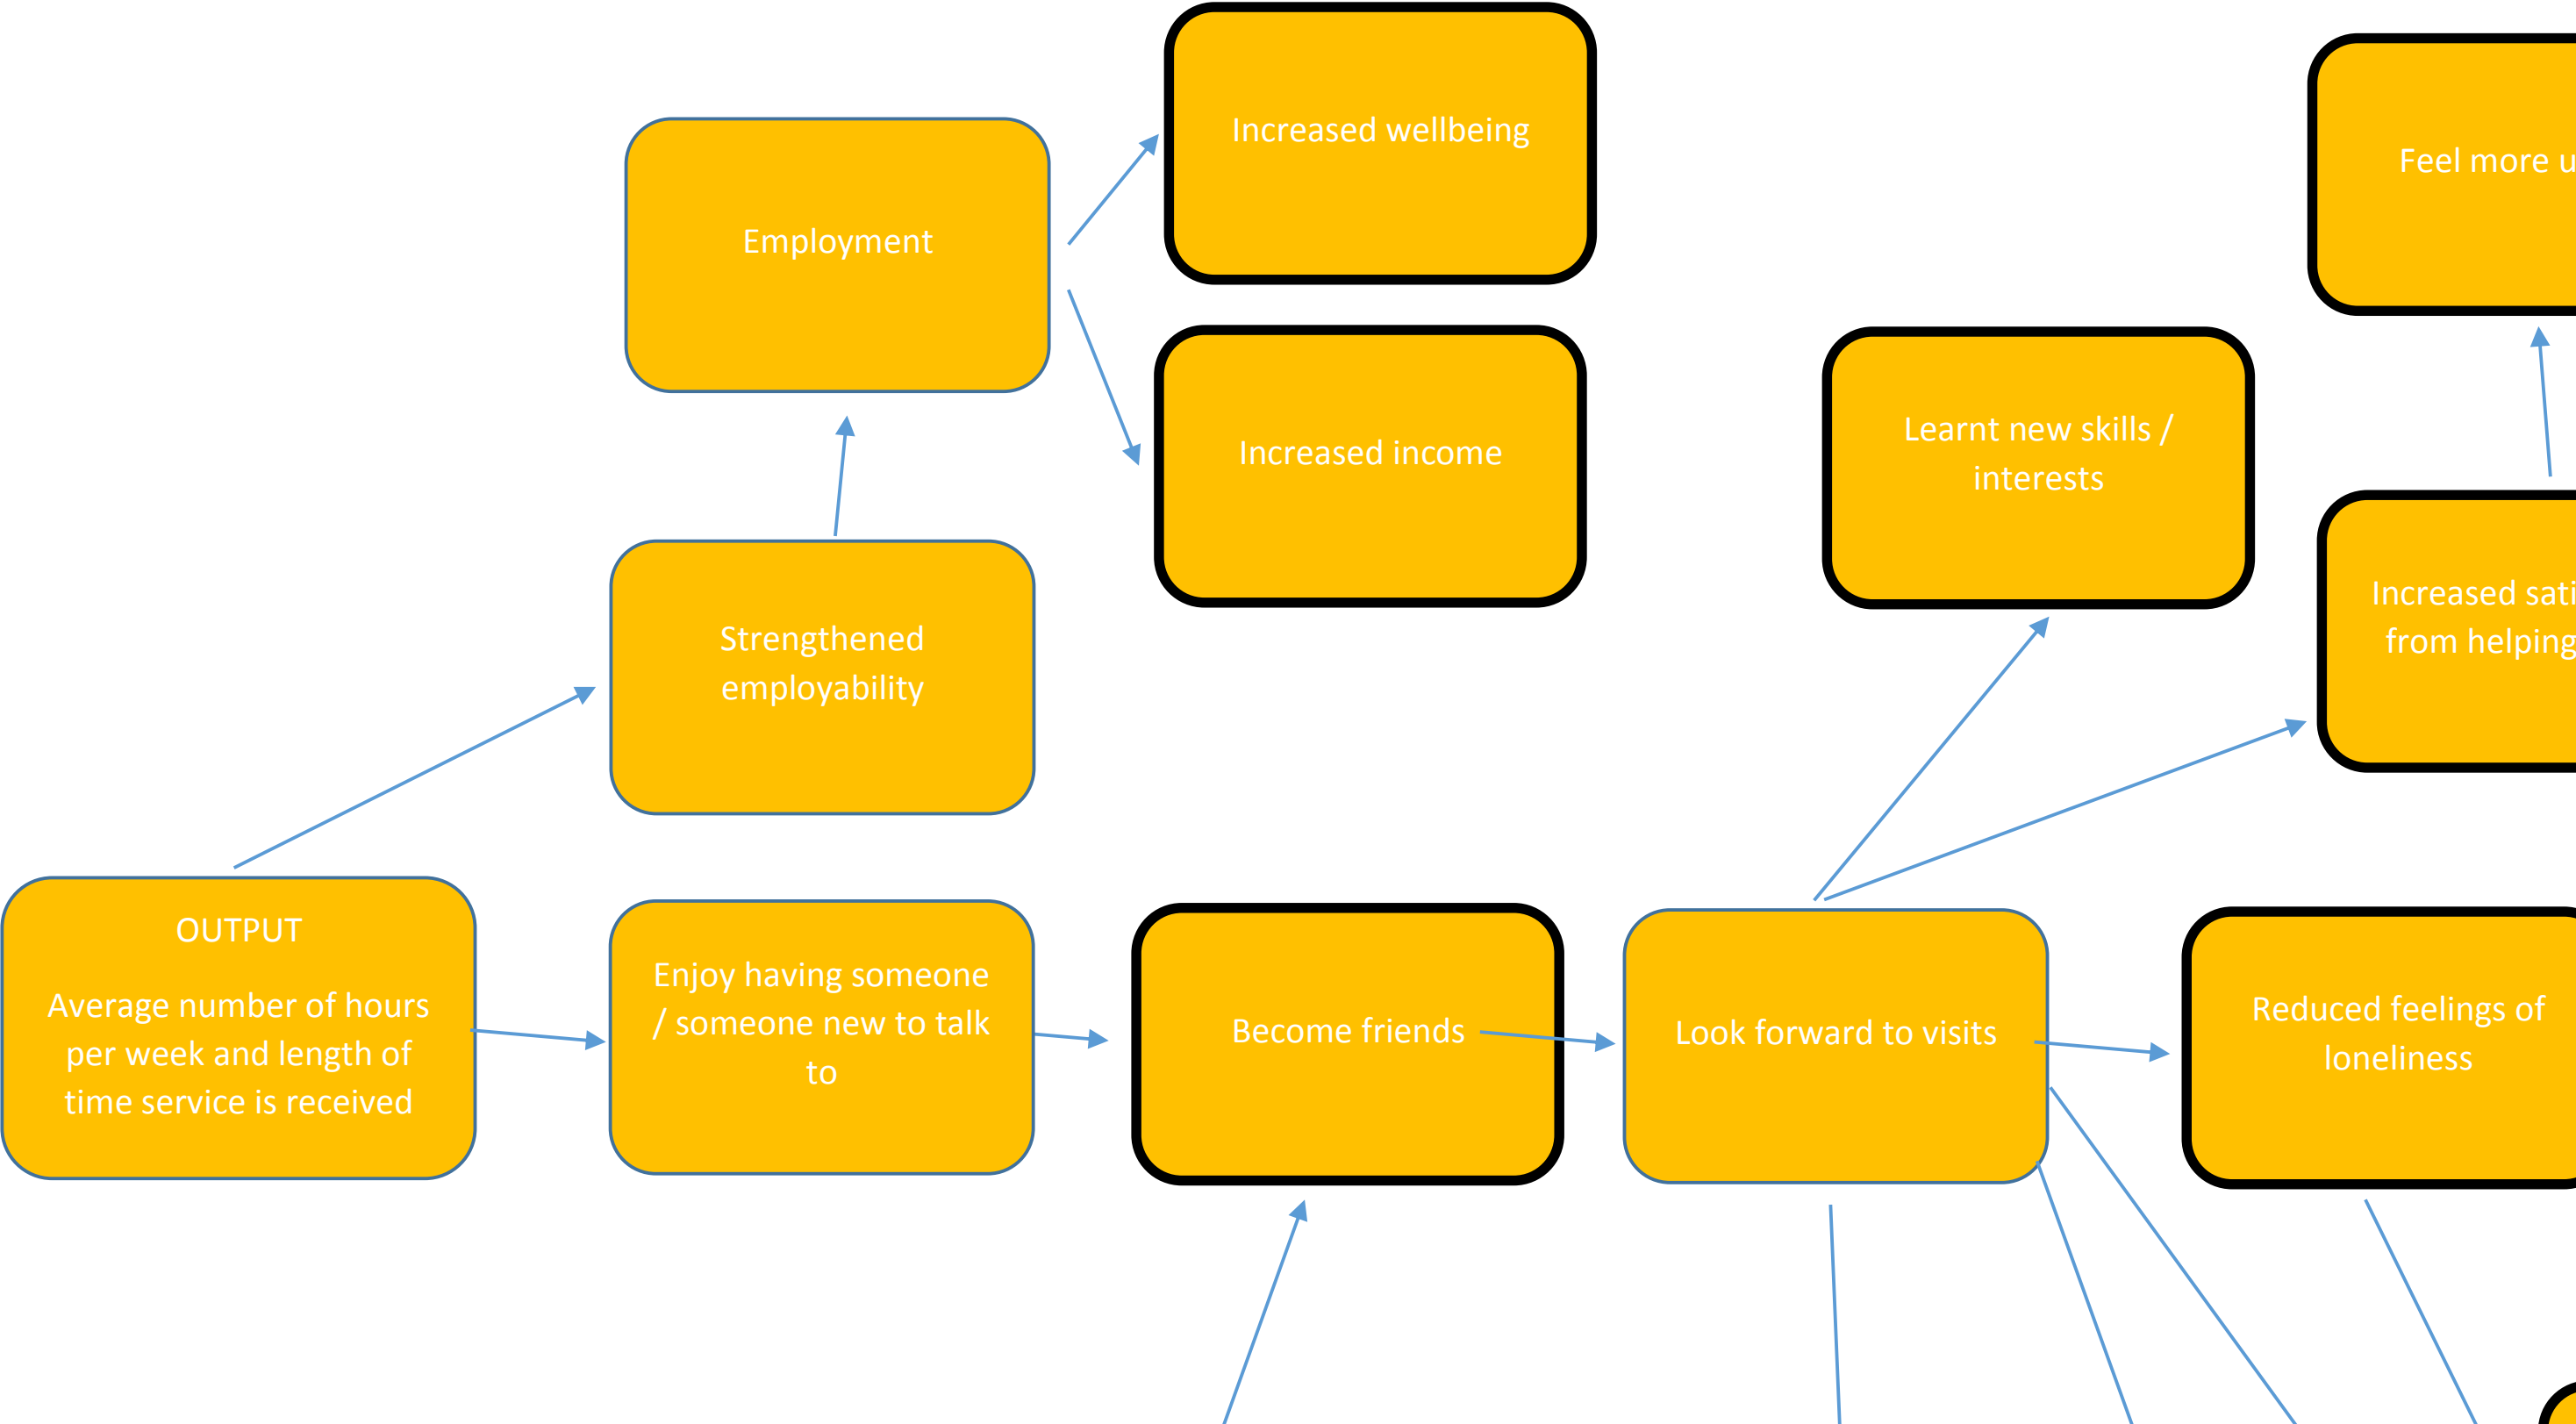 Increased wellbeing
Feel more
Employment
Increased income
Learnt new skills /
interests
Increased
from helping
Strengthened
employability
OUTPUT
Average number of hours
per week and length of
time service is received
Enjoy having someone
/ someone new to talk
to
Become friends
Look forward to visits
Reduced feelings of
loneliness